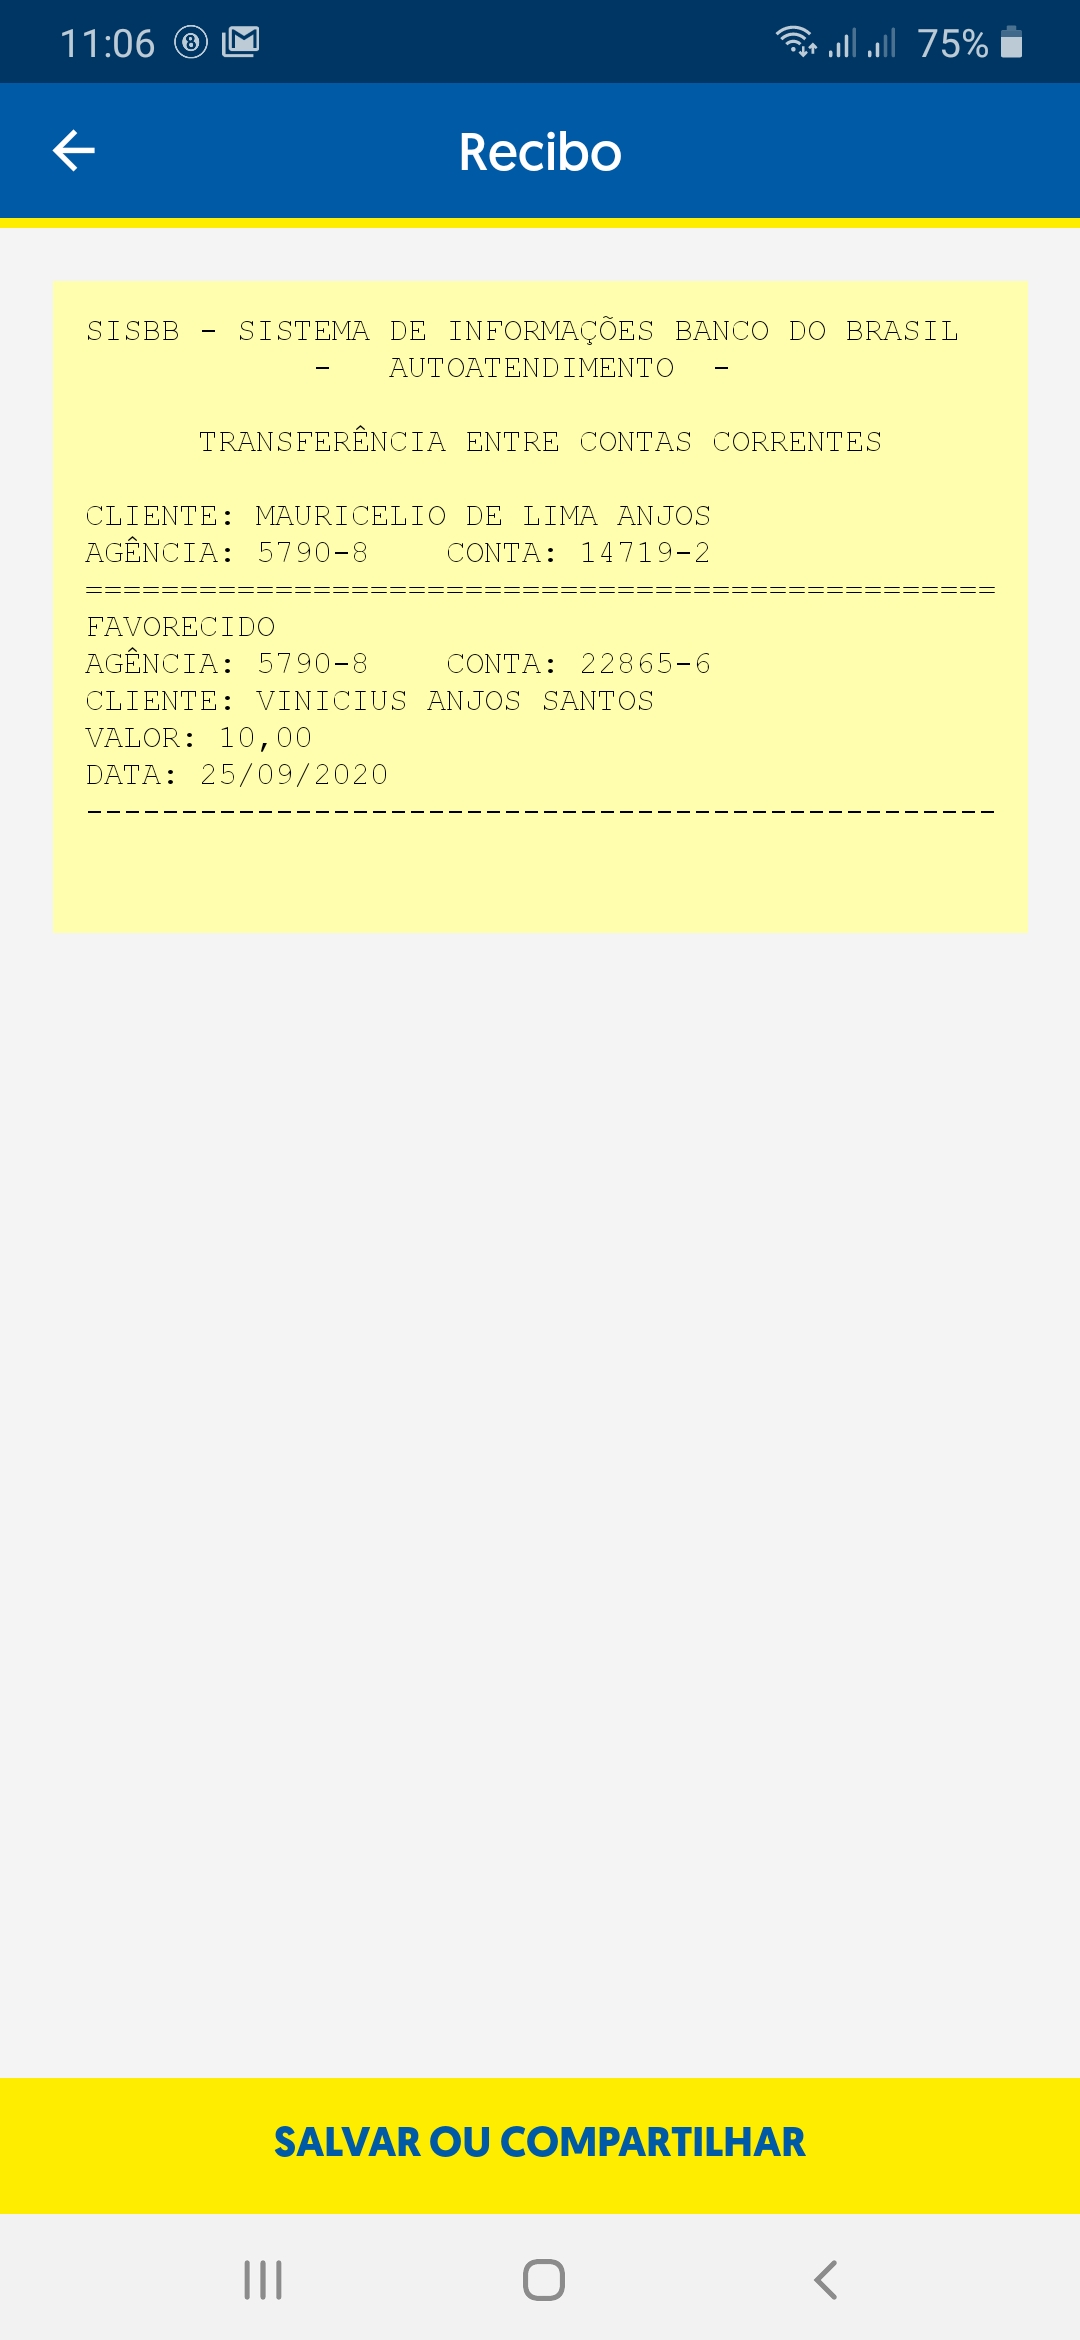 11:06 75%
Recibo
SISBB - SISTEMA DE INFORMAÇÕES BANCO DO BRASIL
- AUTOATENDIMENTO -
TRANSFERÊNCIA ENTRE CONTAS CORRENTES
CLIENTE: MAURICELIO DE LIMA ANJOS
AGÊNCIA: 5790-8 CONTA: 14719-2
================================================
FAVORECIDO
AGÊNCIA: 5790-8 CONTA: 22865-6
CLIENTE: VINICIUS ANJOS SANTOS
VALOR: 10,00
DATA: 25/09/2020
------------------------------------------------
SALVAR OU COMPARTILHAR